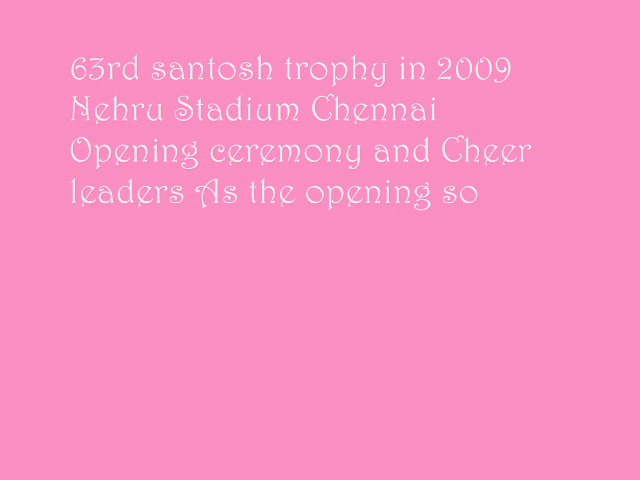 63rd santosh trophy in 2009
Nehru Stadium Chennai
Opening ceremony and Cheer
leaders As the opening so